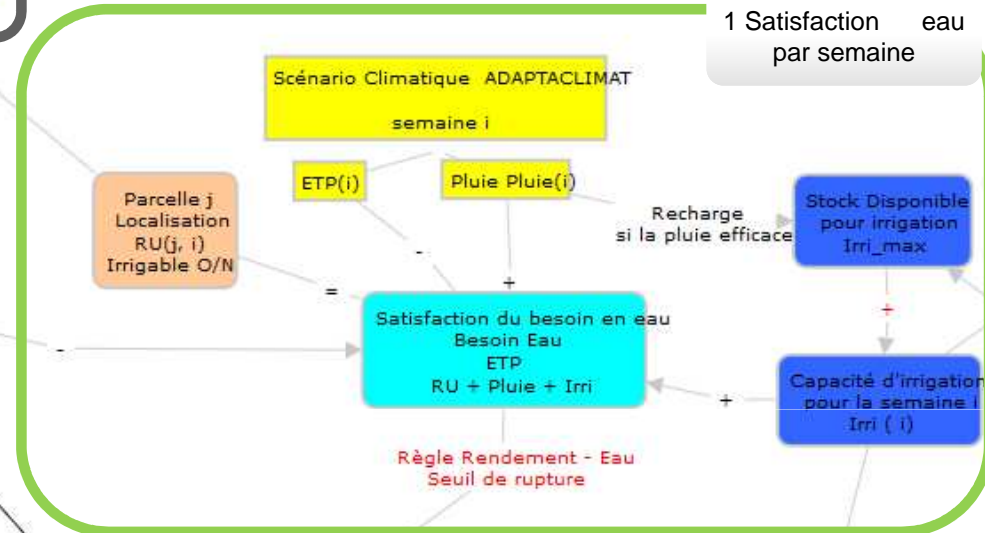 1 Satisfaction eau
par semaine
Scénario Climatique ADAPTACLIMAT
semaine i
ETP(i)
Pluie Pluie(i)
Parcelle j
Localisation
RU(j, i)
Irrigable O/N
Recharge
si la pluie efficace
Stock Disponible
pour irrigation
Irri_max
-
+
=
+
Satisfaction du besoin en eau
Besoin Eau
ETP
RU + Pluie + Irri
-
+
Capacité d'irrigation
pour la semaine i
Irri ( i)
Règle Rendement - Eau
Seuil de rupture